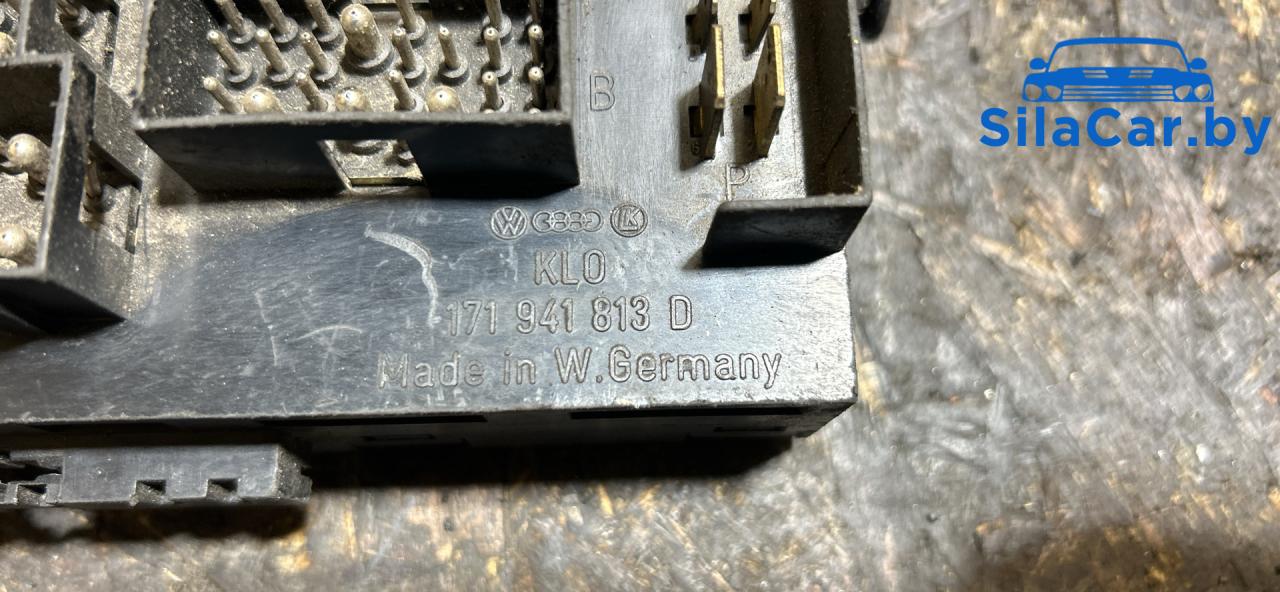 SilaCar.by
B
P
KLO
171 941 813 D
Made in W.Germany